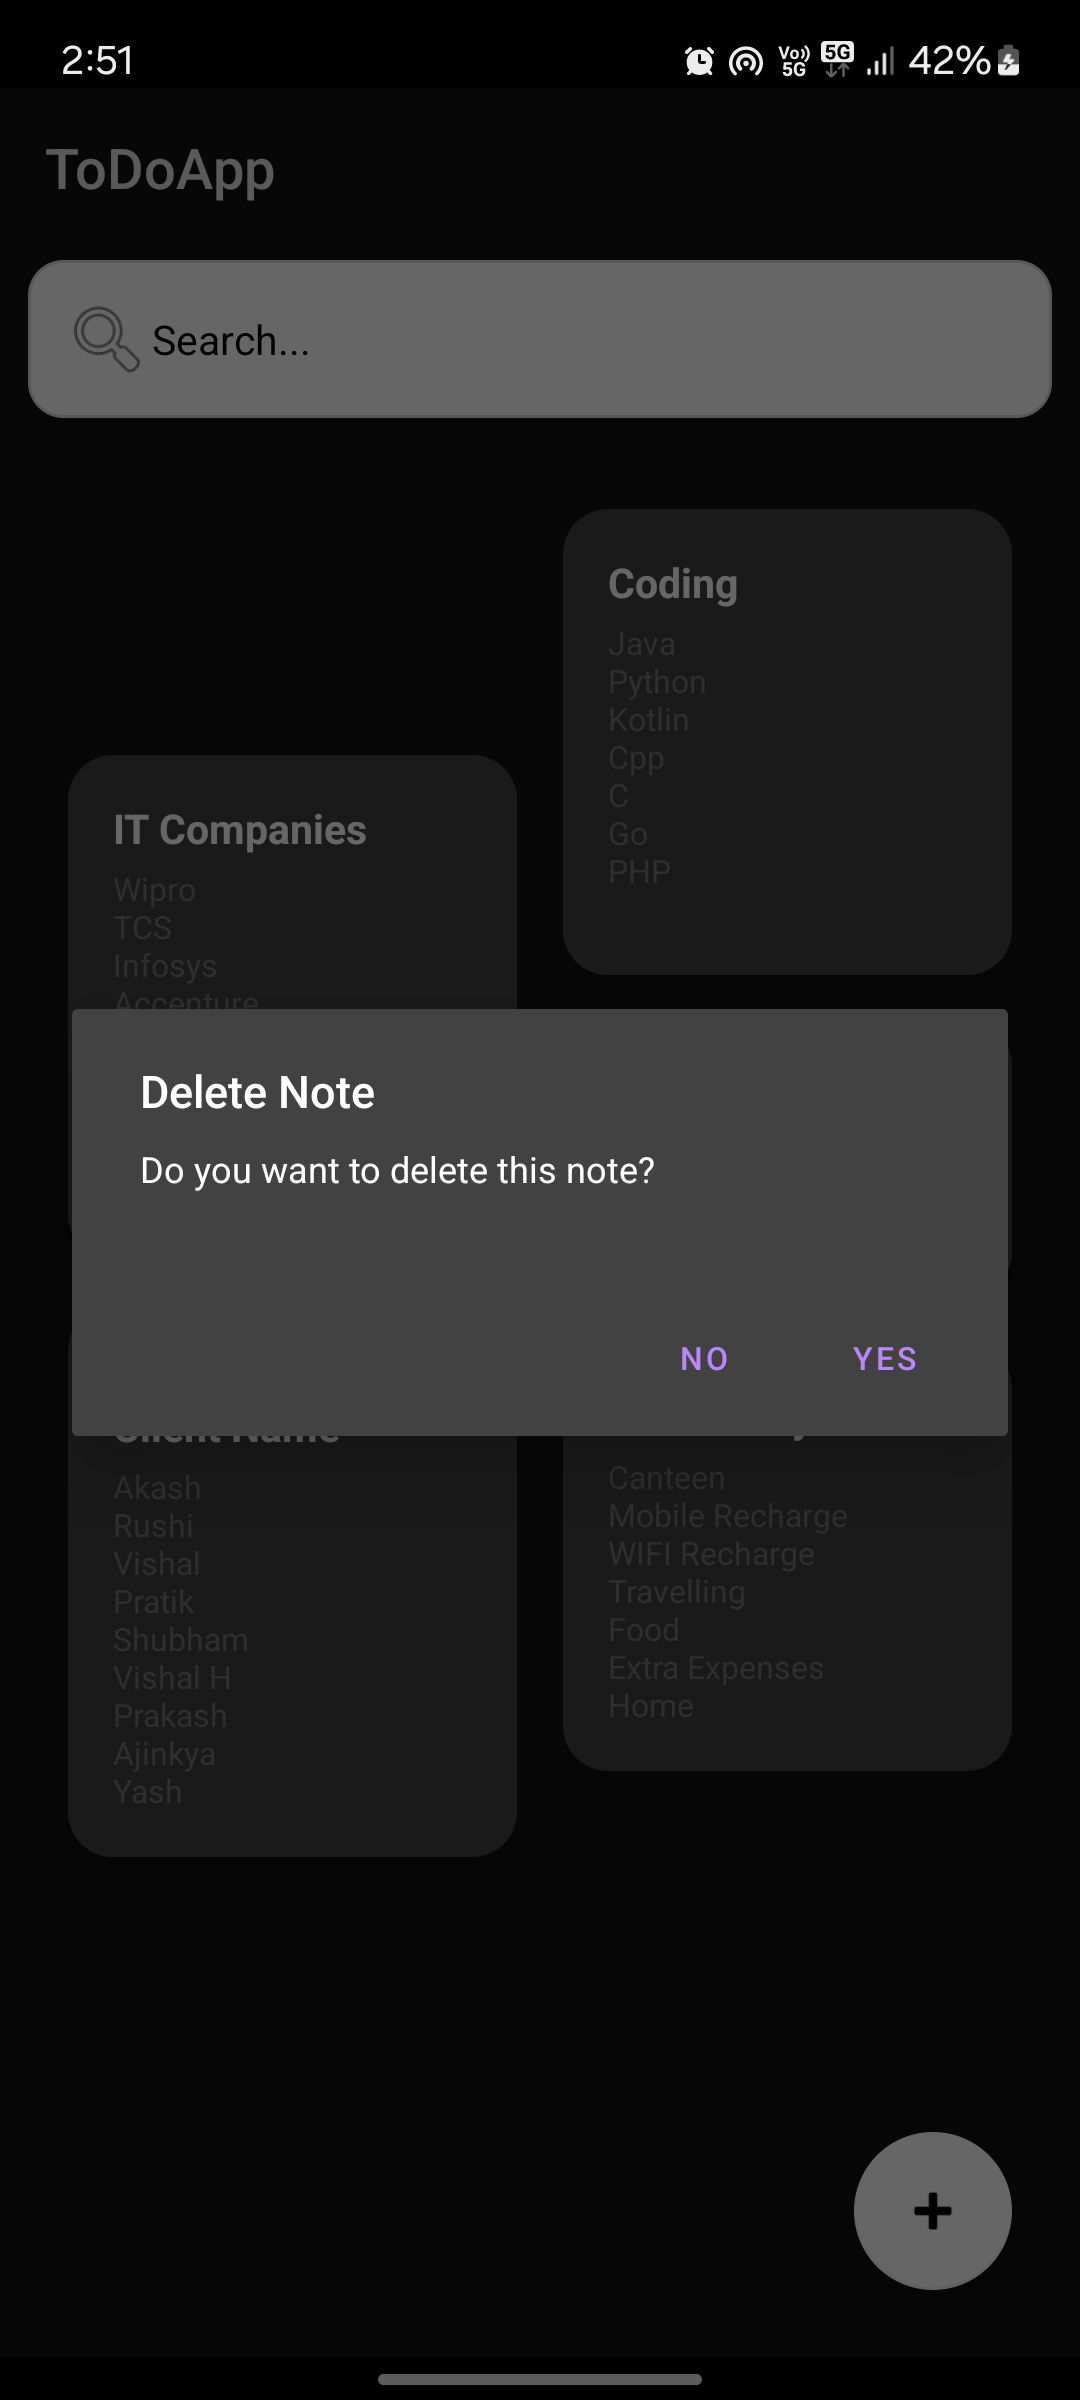 2:51
Vo))
5G
5G
42%
ToDoApp
Search...
Coding
Java
Python
Kotlin
Cpp
C
Go
PHP
IT Companies
Wipro
TCS
Infosys
Accenture
Delete Note
Do you want to delete this note?
NO
YES
Client Name
Akash
Rushi
Vishal
Pratik
Shubham
Vishal H
Prakash
Ajinkya
Yash
Canteen
Mobile Recharge
WIFI Recharge
Travelling
Food
Extra Expenses
Home